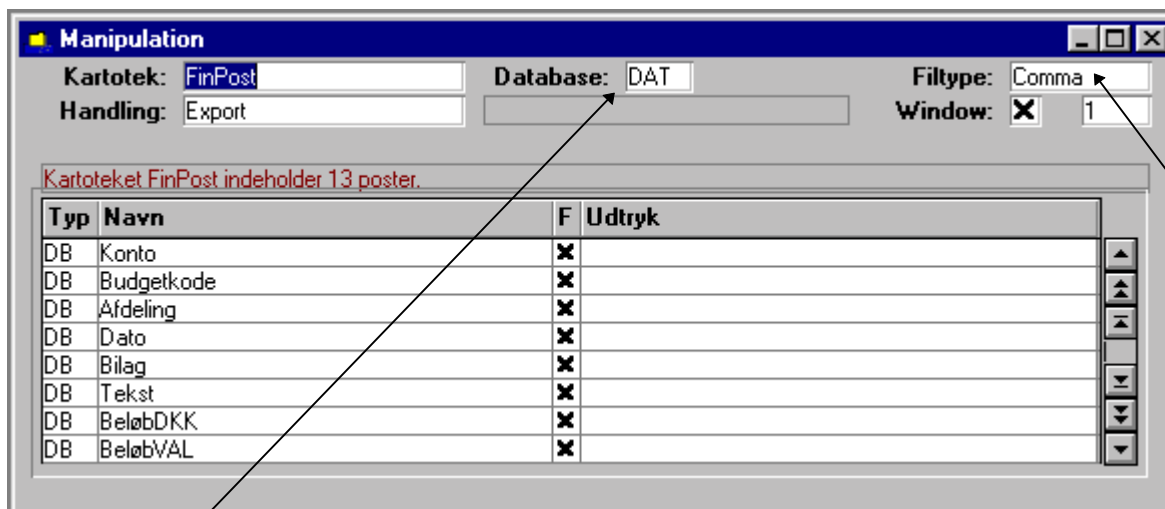 Manipulation
Kartotek: FinPost Database: DAT Filtype: Comma
Handling: Export Window: 1
Kartoteket FinPost indeholder 13 poster.
Typ Navn F Udtryk
DB Konto
DB Budgetkode
DB Afdeling
DB Dato
DB Bilag
DB Tekst
DB BeløbDKK
DB BeløbVAL